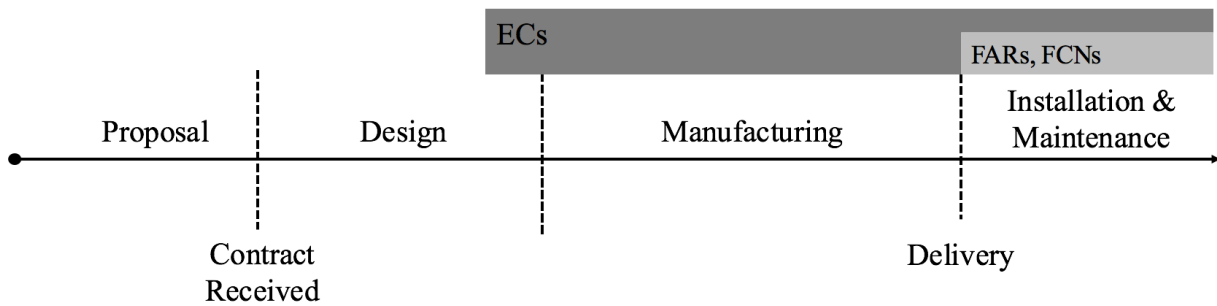 ECs
FARs, FCNs
Proposal
Design
Manufacturing
Installation &
Maintenance
Contract
Received
Delivery